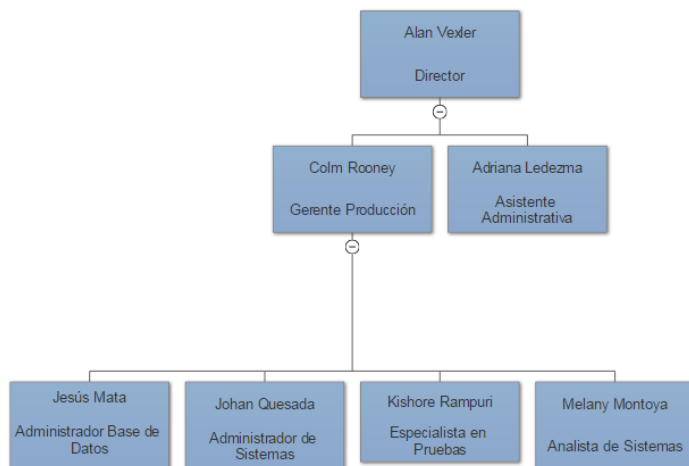 Alan Vexler
Director
Colm Rooney
Gerente Producción
Adriana Ledezma
Asistente
Administrativa
Jesús Mata
Administrador Base de
Datos
Johan Quesada
Administrador de
Sistemas
Kishore Rampuri
Especialista en
Pruebas
Melany Montoya
Analista de Sistemas